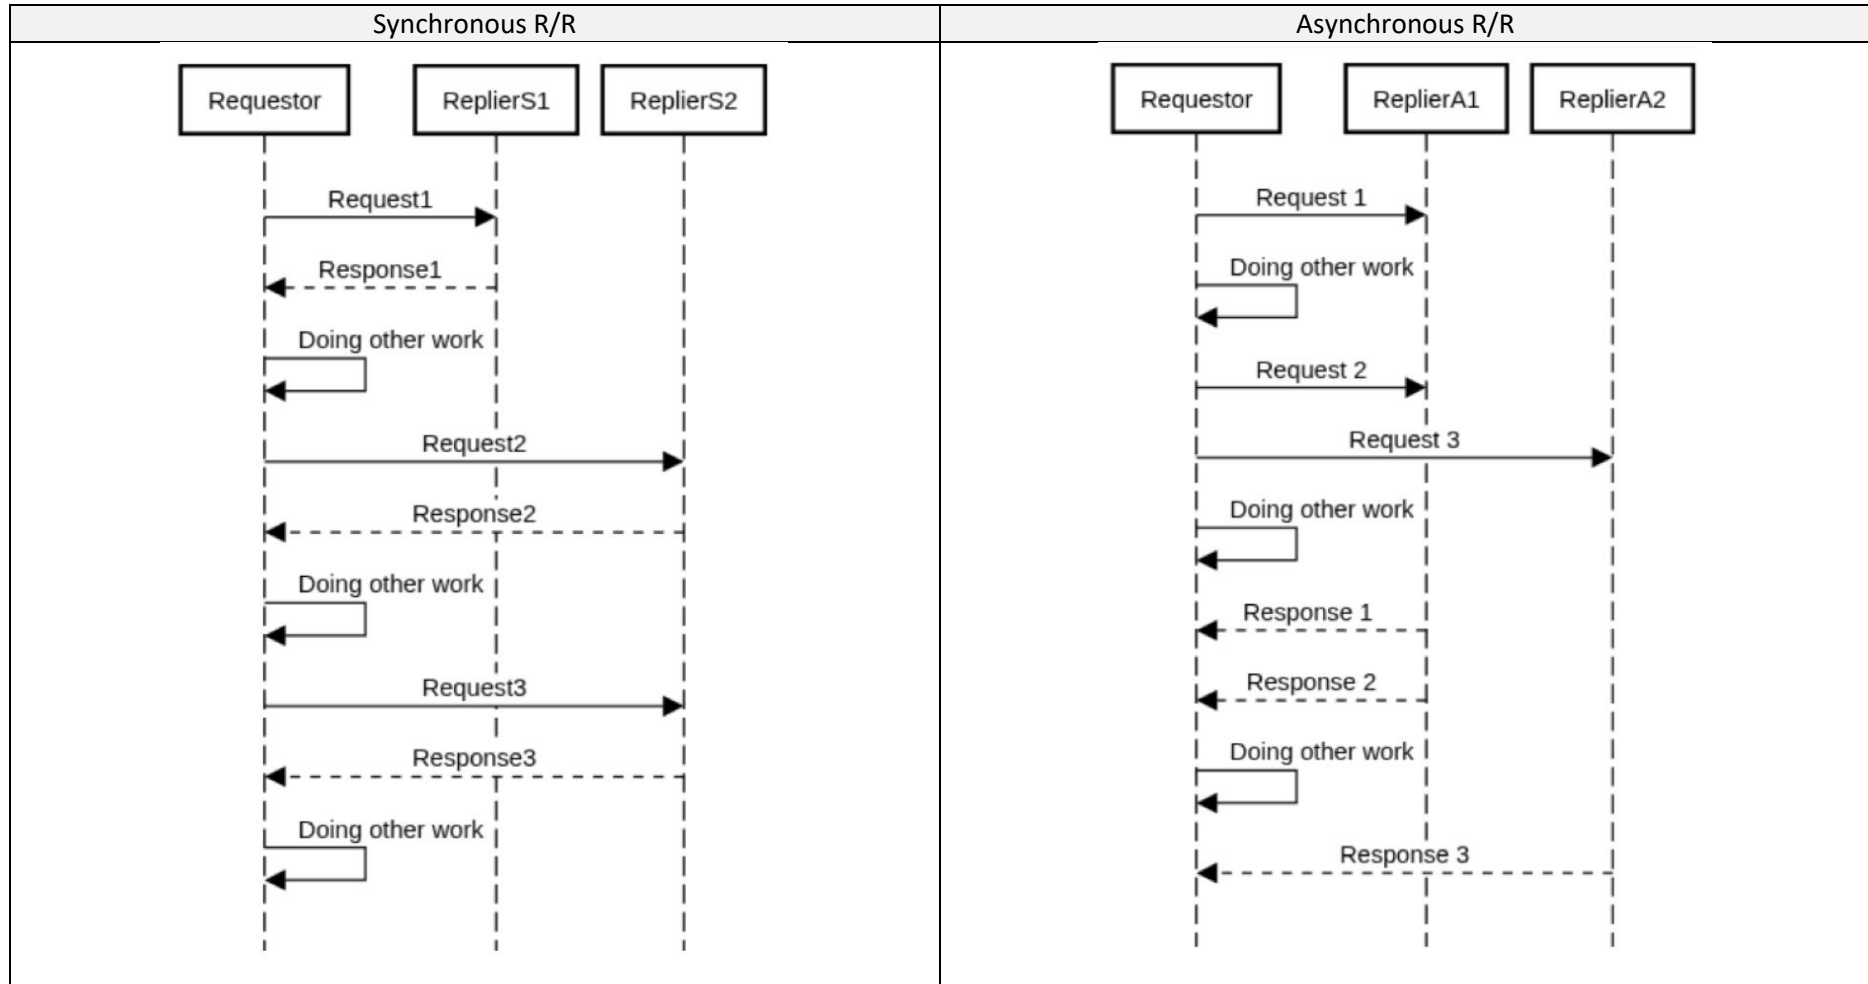 Synchronous R/R
Requestor
ReplierS1
ReplierS2
Request1
Response1
Doing other work
Request2
Response2
Doing other work
Request3
Response3
Doing other work
Asynchronous R/R
Requestor
ReplierA1
ReplierA2
Request 1
Doing other work
Request 2
Request 3
Doing other work
Response 1
Response 2
Doing other work
Response 3